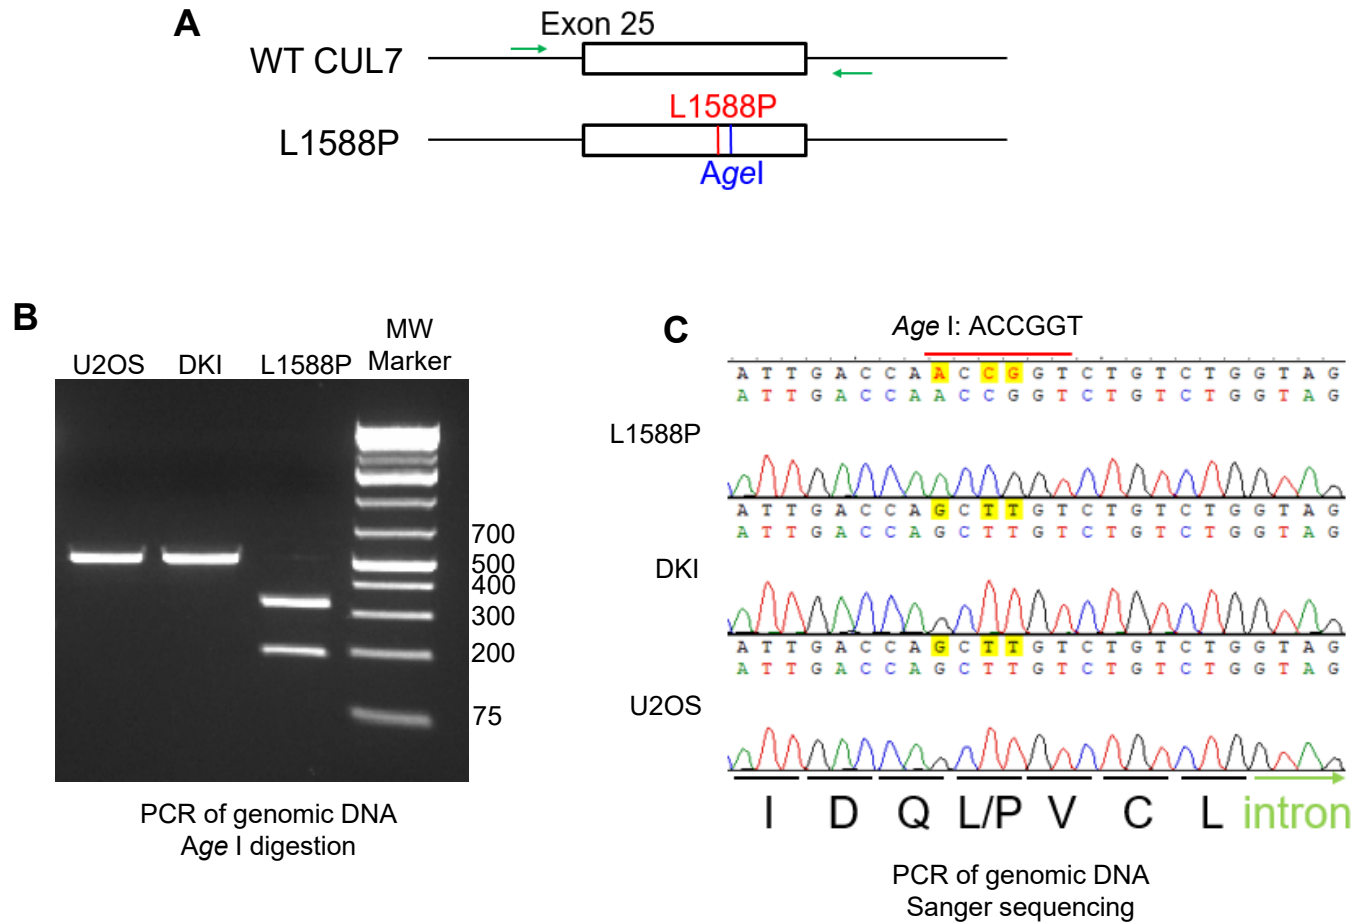 A
Exon 25
WT CUL7
L1588P
L1588P
AgeI
B
U2OS DKI L1588P MW Marker
700
500
400
300
200
75
PCR of genomic DNA
Age I digestion
C
Age I: ACCGGT
A T T G A C C A A C C G G T C T G T C T G G T A G
A T T G A C C A A C C G G T C T G T C T G G T A G
L1588P
A T T G A C C A G C T T G T C T G T C T G G T A G
A T T G A C C A G C T T G T C T G T C T G G T A G
DKI
A T T G A C C A G C T T G T C T G T C T G G T A G
A T T G A C C A G C T T G T C T G T C T G G T A G
U2OS
I D Q L/P V C L intron
PCR of genomic DNA
Sanger sequencing